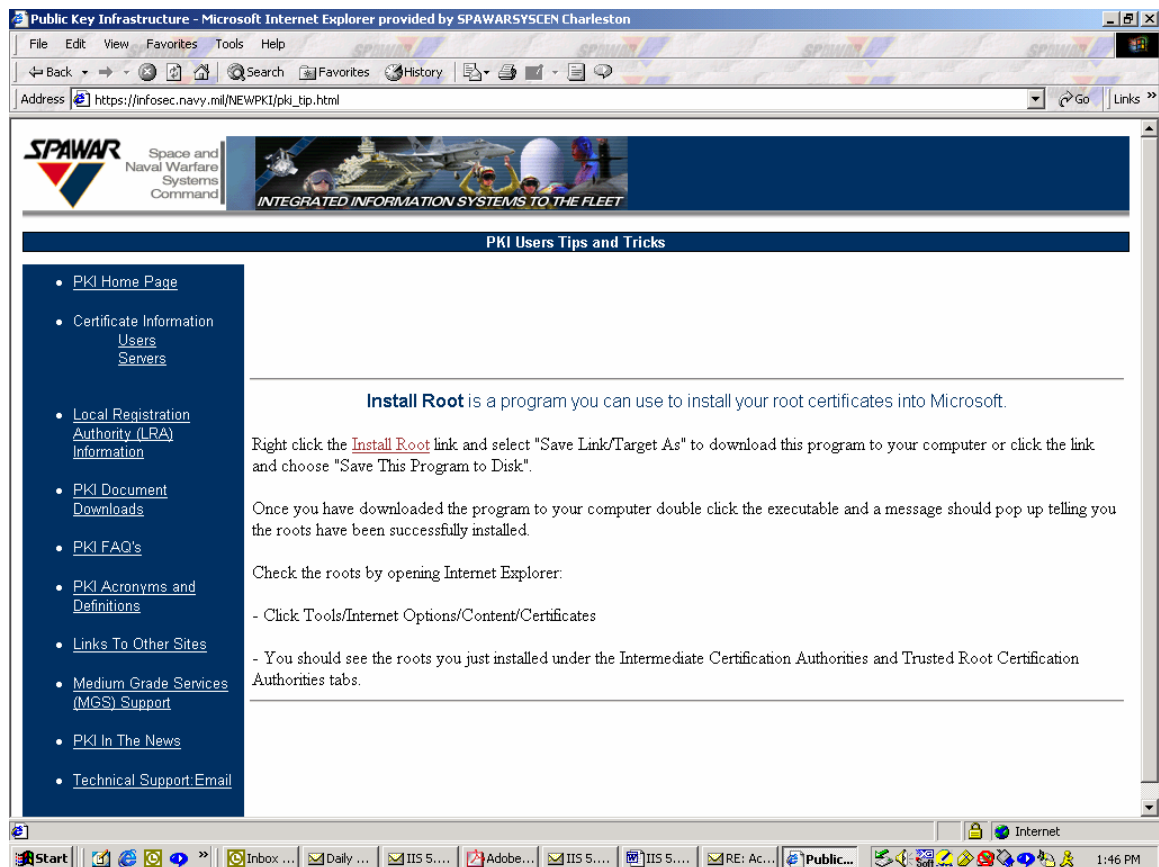 Public Key Infrastructure - Microsoft Internet Explorer provided by SPAWARSYSCEN Charleston
File Edit View Favorites Tools Help
Back Search Favorites History
Address https://infosec.navy.mil/NEWPKI/pki_tip.html Go Links »
SPAWAR
Space and
Naval Warfare
Systems
Command
INTEGRATED INFORMATION SYSTEMS TO THE FLEET
PKI Users Tips and Tricks
• PKI Home Page
• Certificate Information
Users
Servers
• Local Registration
Authority (LRA)
Information
• PKI Document
Downloads
• PKI FAQ's
• PKI Acronyms and
Definitions
• Links To Other Sites
• Medium Grade Services
(MGS) Support
• PKI In The News
• Technical Support:Email
Install Root is a program you can use to install your root certificates into Microsoft.
Right click the Install Root link and select "Save Link/Target As" to download this program to your computer or click the link
and choose "Save This Program to Disk".
Once you have downloaded the program to your computer double click the executable and a message should pop up telling you
the roots have been successfully installed.
Check the roots by opening Internet Explorer:
- Click Tools/Internet Options/Content/Certificates
- You should see the roots you just installed under the Intermediate Certification Authorities and Trusted Root Certification
Authorities tabs.
Internet
Start » Inbox ... Daily ... IIS 5.... Adobe... IIS 5.... IIS 5.... RE: Ac... Public... 1:46 PM